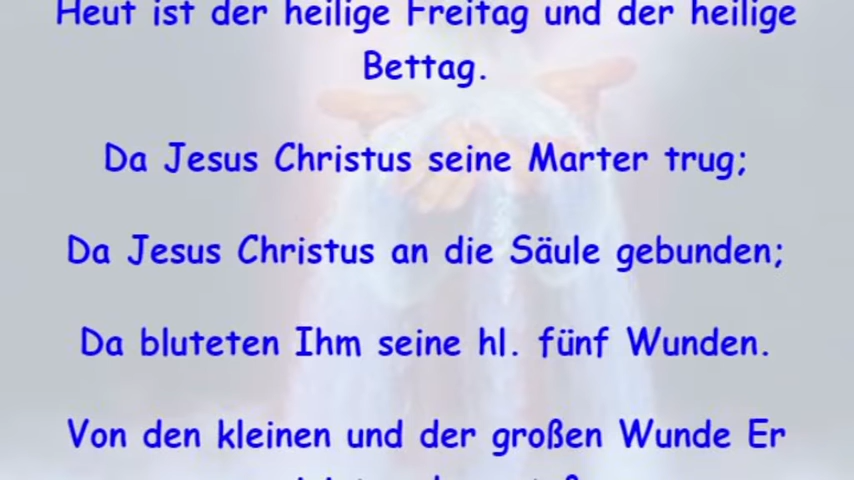 Heut ist der heilige Freitag und der heilige
Bettag.
Da Jesus Christus seine Marter trug;
Da Jesus Christus an die Säule gebunden;
Da bluteten Ihm seine hl. fünf Wunden.
Von den kleinen und der großen Wunde Er